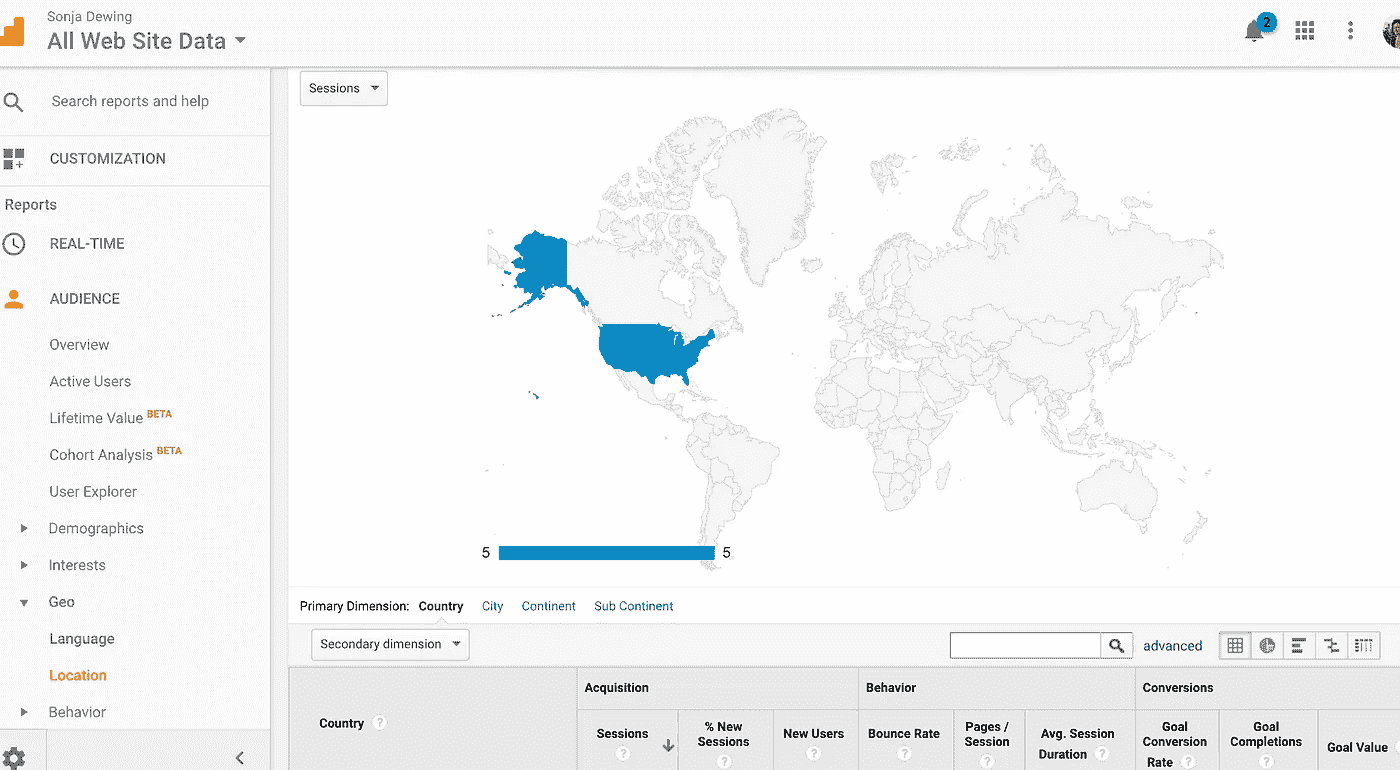 Sonja Dewing
All Web Site Data
2
Search reports and help
CUSTOMIZATION
Reports
REAL-TIME
AUDIENCE
Overview
Active Users
Lifetime Value BETA
Cohort Analysis BETA
User Explorer
Demographics
Interests
Geo
Language
Location
Behavior
Sessions
5 5
Primary Dimension: Country City Continent Sub Continent
Secondary dimension
advanced
Country ?
Acquisition
Behavior
Conversions
Sessions
?
% New
Sessions
?
New Users
?
Bounce Rate
?
Pages /
Session
?
Avg. Session
Duration ?
Goal
Conversion
Rate ?
Goal
Completions
?
Goal Value